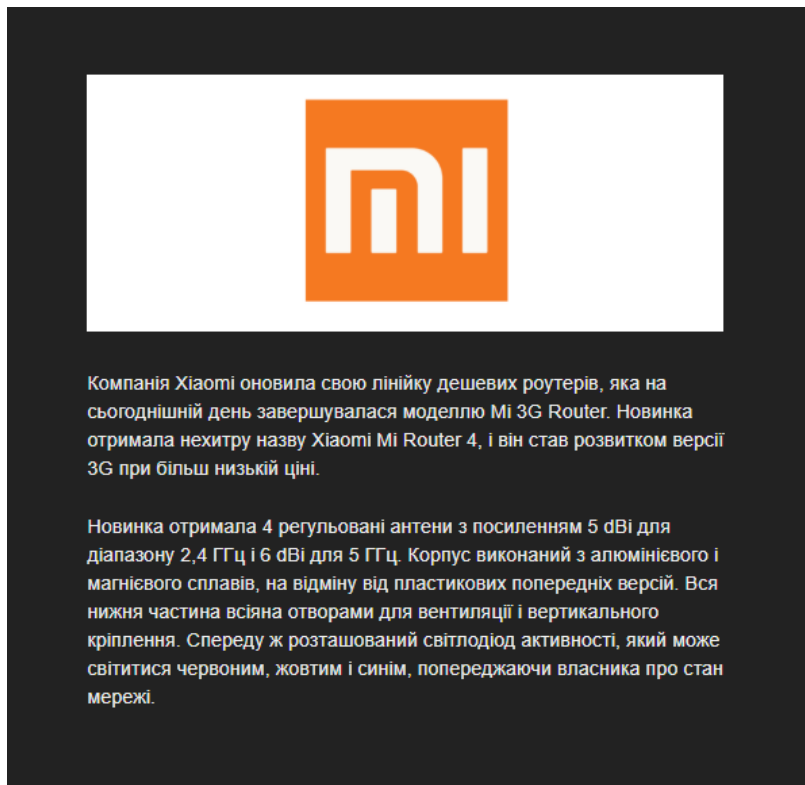 mi
Компанія Xiaomi оновила свою лінійку дешевих роутерів, яка на
сьогоднішній день завершувалася моделлю Mi 3G Router. Новинка
отримала нехитру назву Xiaomi Mi Router 4, і він став розвитком версії
3G при більш низькій ціні.
Новинка отримала 4 регульовані антени з посиленням 5 dBi для
діапазону 2,4 ГГц і 6 dBi для 5 ГГц. Корпус виконаний з алюмінієвого і
магнієвого сплавів, на відміну від пластикових попередніх версій. Вся
нижня частина всіяна отворами для вентиляції і вертикального
кріплення. Спереду ж розташований світлодіод активності, який може
світитися червоним, жовтим і синім, попереджаючи власника про стан
мережі.